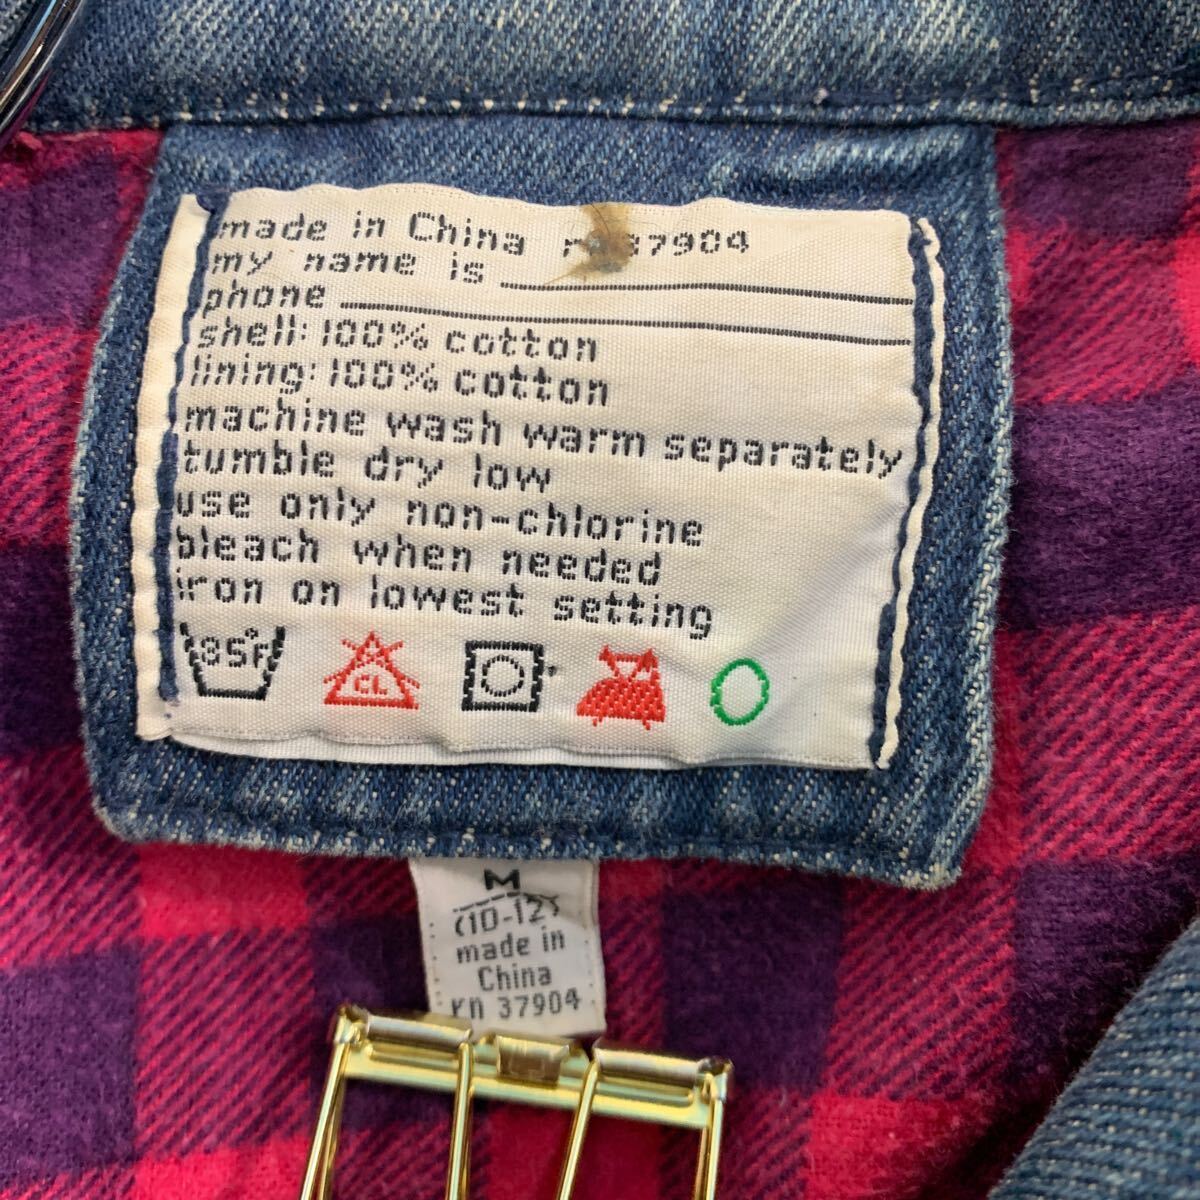 made in China rn 37904
my name is
phone
shell: 100% cotton
lining: 100% cotton
machine wash warm separately
tumble dry low
use only non-chlorine
bleach when needed
iron on lowest setting
CL
M
(10-12)
made in
China
rn 37904